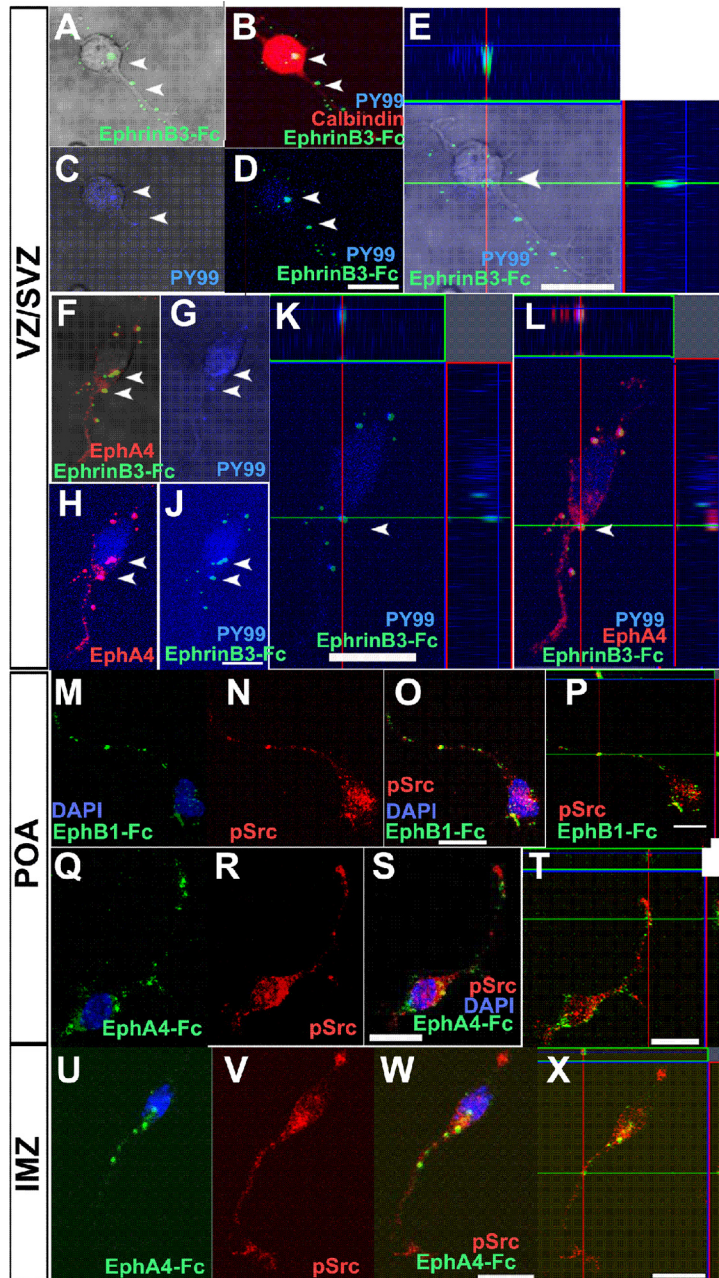 VZ/SVZ
A
EphrinB3-Fc
B
PY99
Calbindin
EphrinB3-Fc
C
PY99
D
PY99
EphrinB3-Fc
E
PY99
EphrinB3-Fc
F
EphA4
EphrinB3-Fc
G
PY99
H
EphA4
J
PY99
EphrinB3-Fc
K
PY99
EphrinB3-Fc
L
PY99
EphA4
EphrinB3-Fc
POA
M
DAPI
EphB1-Fc
N
pSrc
O
pSrc
DAPI
EphB1-Fc
P
pSrc
EphB1-Fc
Q
EphA4-Fc
R
pSrc
S
pSrc
DAPI
EphA4-Fc
T
IMZ
U
EphA4-Fc
V
pSrc
W
pSrc
EphA4-Fc
X